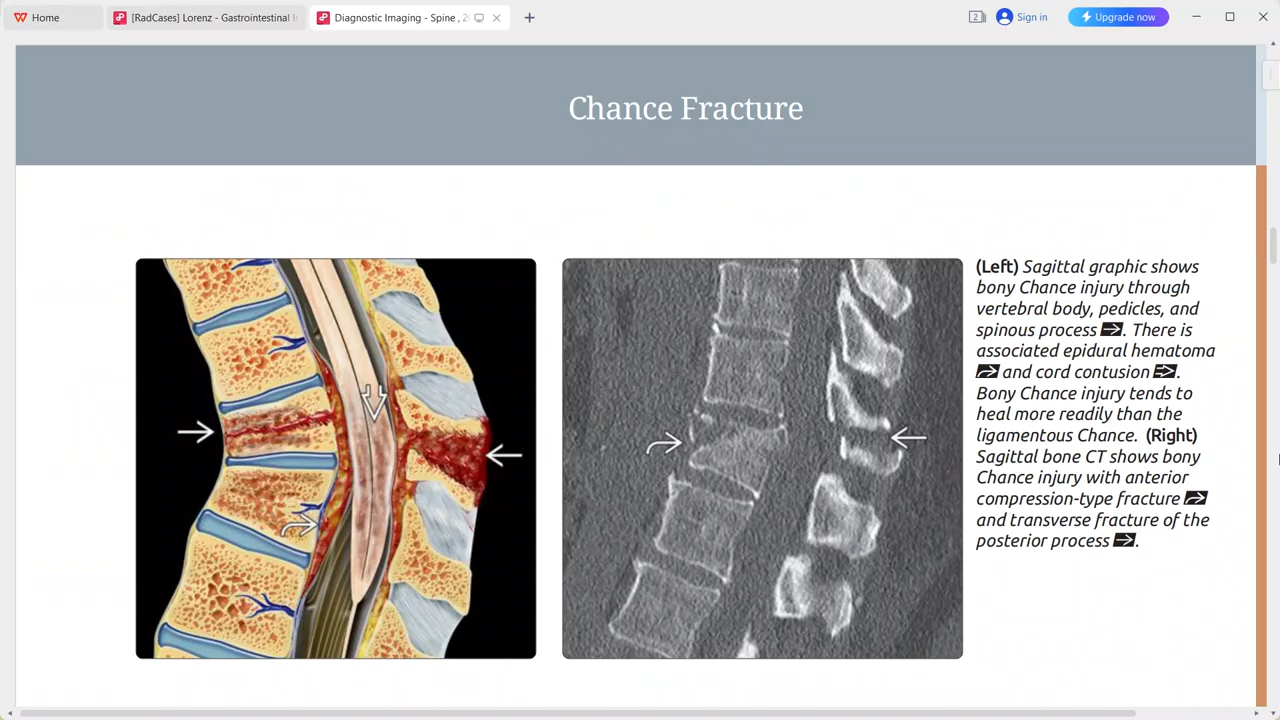 Home
[RadCases] Lorenz - Gastrointestinal
Diagnostic Imaging - Spine , 2
2
Sign in
Upgrade now
Chance Fracture
(Left) Sagittal graphic shows
bony Chance injury through
vertebral body, pedicles, and
spinous process. There is
associated epidural hematoma
and cord contusion.
Bony Chance injury tends to
heal more readily than the
ligamentous Chance. (Right)
Sagittal bone CT shows bony
Chance injury with anterior
compression-type fracture
and transverse fracture of the
posterior process.